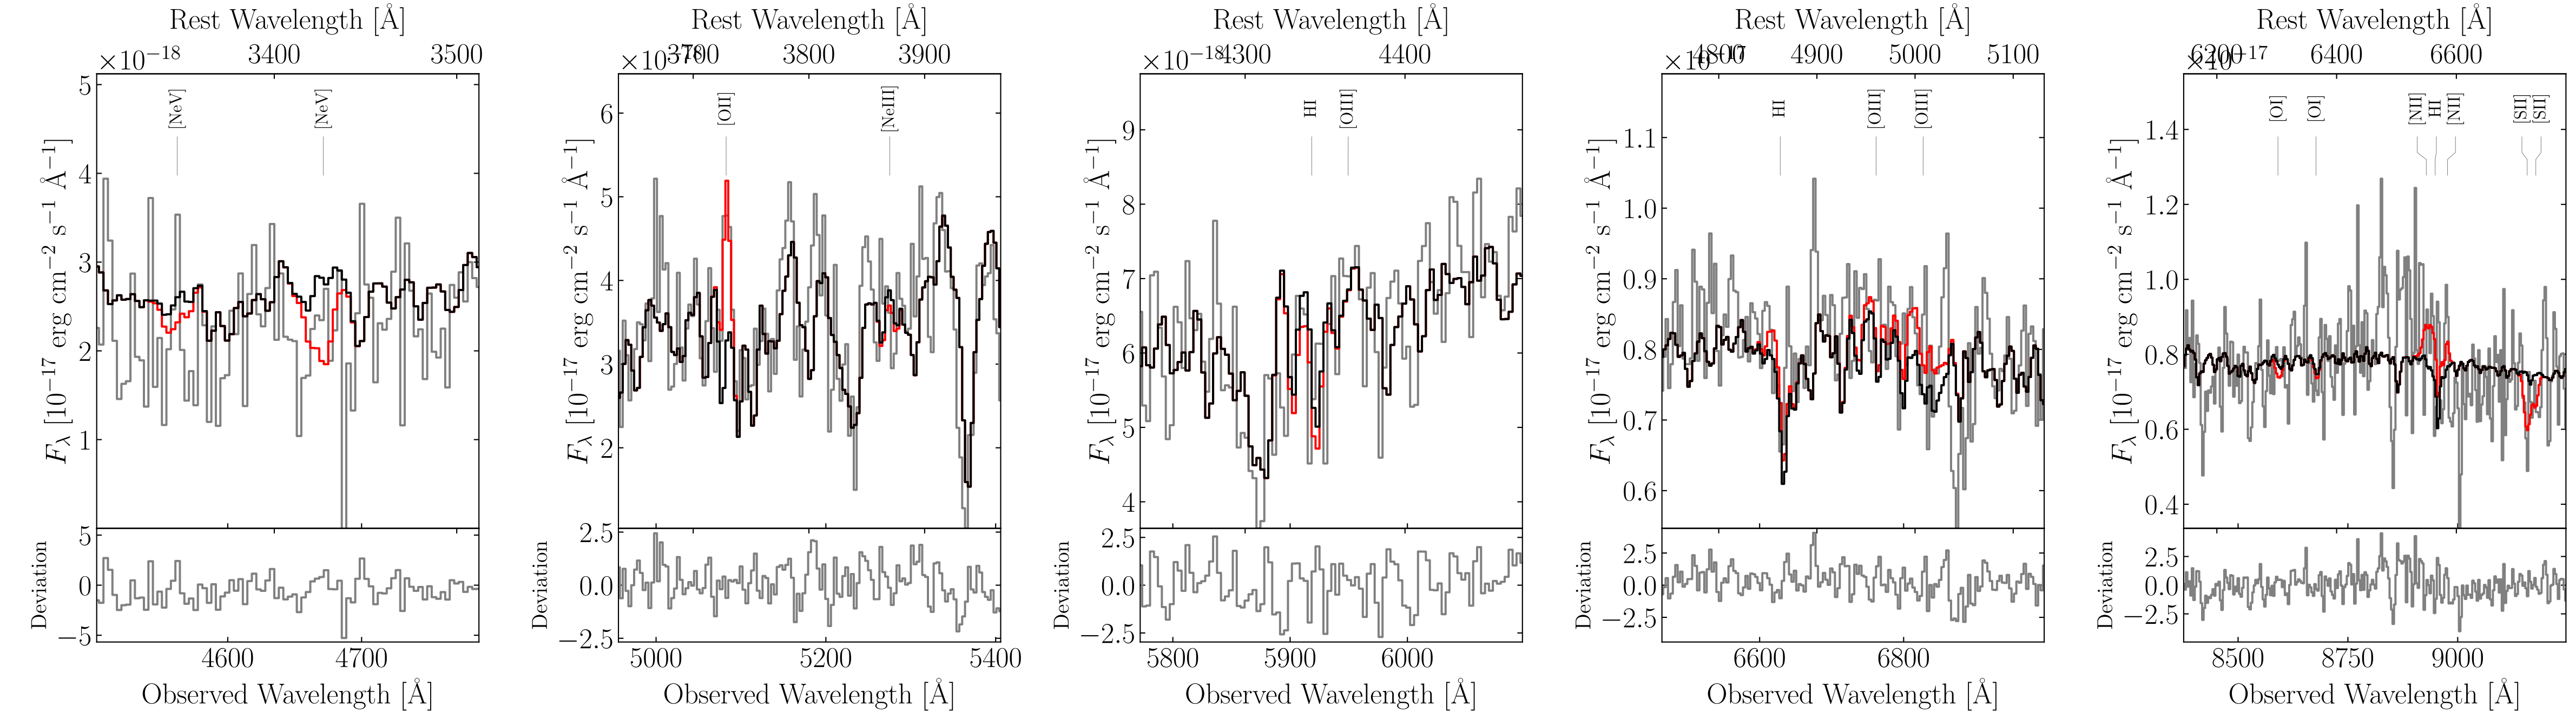 Rest Wavelength [Å] Rest Wavelength [Å] Rest Wavelength [Å] Rest Wavelength [Å] Rest Wavelength [Å]
×10⁻¹⁸ 3400 3500
3800 3900
×10⁻¹⁸ 4300 4400
4900 5000 5100
6400 6600
[NeV] [NeV]
[OII] [NeIII]
HI [OIII]
HI [OIII] [OIII]
[OI] [OI] [NII] HI [NII] [SII] [SII]
F_λ [10⁻¹⁷ erg cm⁻² s⁻¹ Å⁻¹]
5
4
3
2
1
F_λ [10⁻¹⁷ erg cm⁻² s⁻¹ Å⁻¹]
6
5
4
3
2
F_λ [10⁻¹⁷ erg cm⁻² s⁻¹ Å⁻¹]
9
8
7
6
5
4
F_λ [10⁻¹⁷ erg cm⁻² s⁻¹ Å⁻¹]
1.1
1.0
0.9
0.8
0.7
0.6
F_λ [10⁻¹⁷ erg cm⁻² s⁻¹ Å⁻¹]
1.4
1.2
1.0
0.8
0.6
0.4
Deviation
5
0
−5
Deviation
2.5
0.0
−2.5
Deviation
2.5
0.0
−2.5
Deviation
2.5
0.0
−2.5
Deviation
2.5
0.0
−2.5
4600 4700
5000 5200 5400
5800 5900 6000
6600 6800
8500 8750 9000
Observed Wavelength [Å] Observed Wavelength [Å] Observed Wavelength [Å] Observed Wavelength [Å] Observed Wavelength [Å]